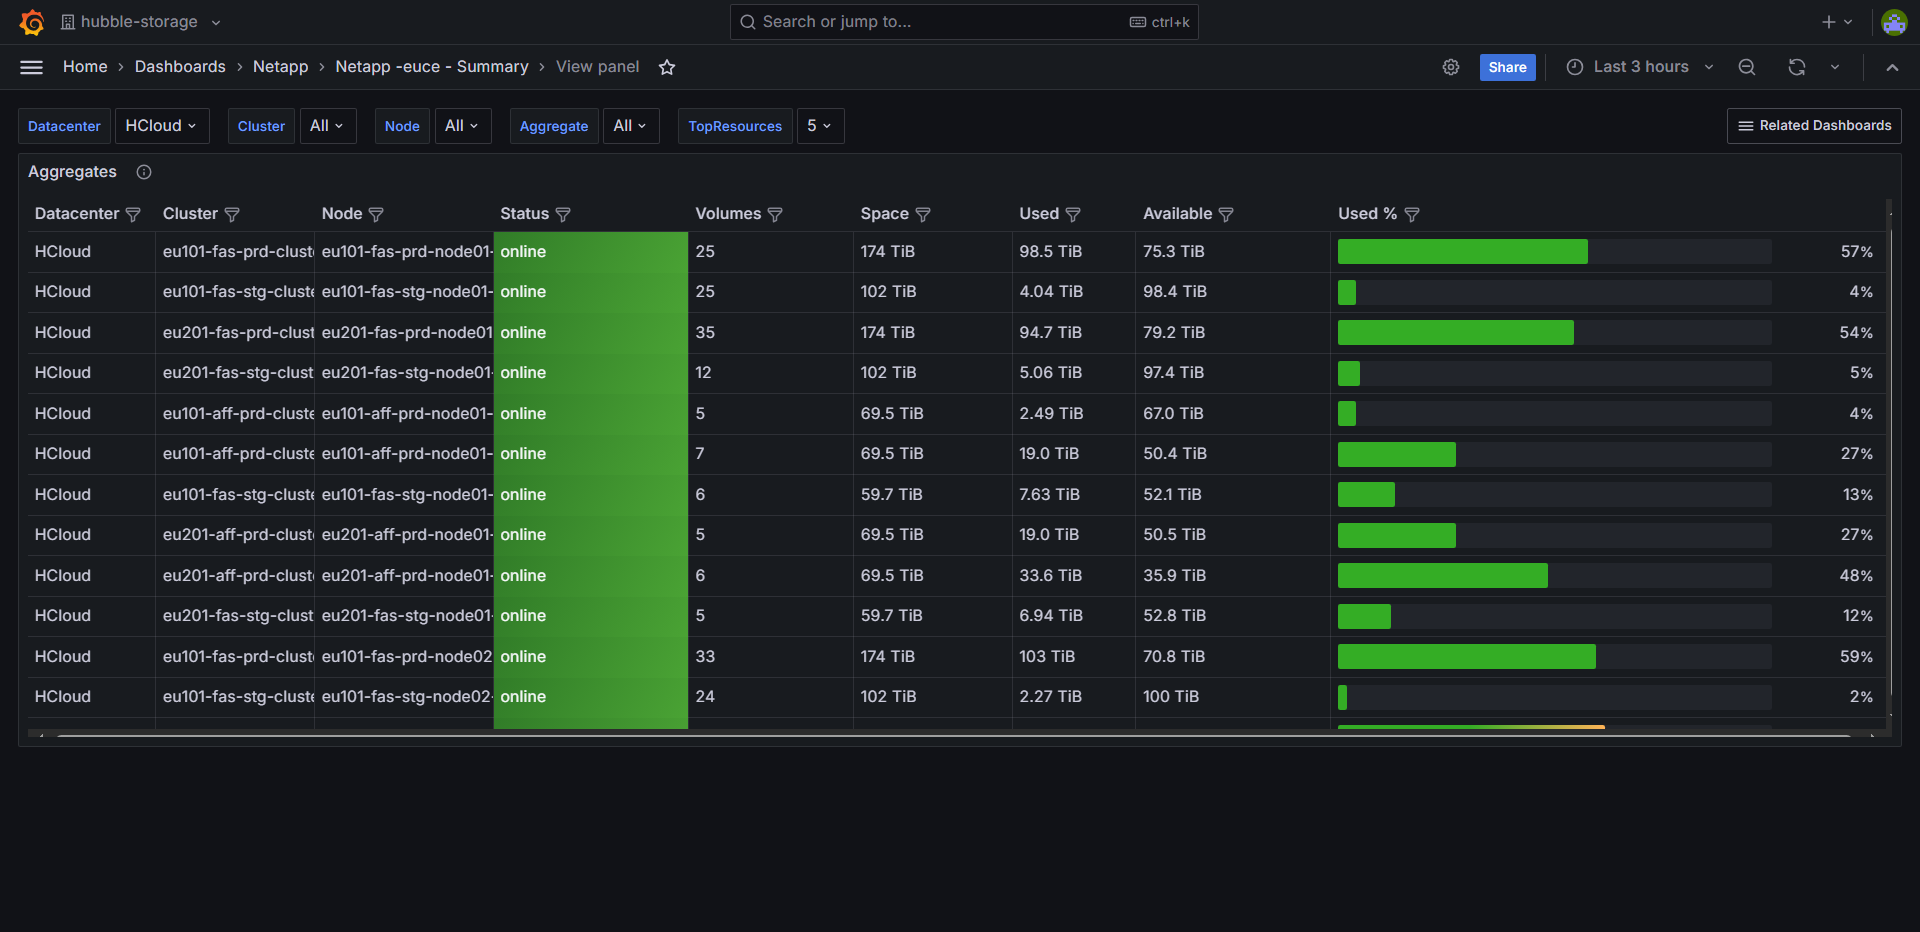 hubble-storage
Search or jump to... ctrl+k
Home › Dashboards › Netapp › Netapp -euce - Summary › View panel
Share Last 3 hours
Datacenter HCloud Cluster All Node All Aggregate All TopResources 5 Related Dashboards
Aggregates
Datacenter Cluster Node Status Volumes Space Used Available Used %
HCloud eu101-fas-prd-clust eu101-fas-prd-node01- online 25 174 TiB 98.5 TiB 75.3 TiB 57%
HCloud eu101-fas-stg-cluste eu101-fas-stg-node01- online 25 102 TiB 4.04 TiB 98.4 TiB 4%
HCloud eu201-fas-prd-clust eu201-fas-prd-node01 online 35 174 TiB 94.7 TiB 79.2 TiB 54%
HCloud eu201-fas-stg-clust eu201-fas-stg-node01- online 12 102 TiB 5.06 TiB 97.4 TiB 5%
HCloud eu101-aff-prd-cluste eu101-aff-prd-node01- online 5 69.5 TiB 2.49 TiB 67.0 TiB 4%
HCloud eu101-aff-prd-cluste eu101-aff-prd-node01- online 7 69.5 TiB 19.0 TiB 50.4 TiB 27%
HCloud eu101-fas-stg-cluste eu101-fas-stg-node01- online 6 59.7 TiB 7.63 TiB 52.1 TiB 13%
HCloud eu201-aff-prd-clust eu201-aff-prd-node01- online 5 69.5 TiB 19.0 TiB 50.5 TiB 27%
HCloud eu201-aff-prd-clust eu201-aff-prd-node01- online 6 69.5 TiB 33.6 TiB 35.9 TiB 48%
HCloud eu201-fas-stg-clust eu201-fas-stg-node01- online 5 59.7 TiB 6.94 TiB 52.8 TiB 12%
HCloud eu101-fas-prd-clust eu101-fas-prd-node02 online 33 174 TiB 103 TiB 70.8 TiB 59%
HCloud eu101-fas-stg-cluste eu101-fas-stg-node02- online 24 102 TiB 2.27 TiB 100 TiB 2%